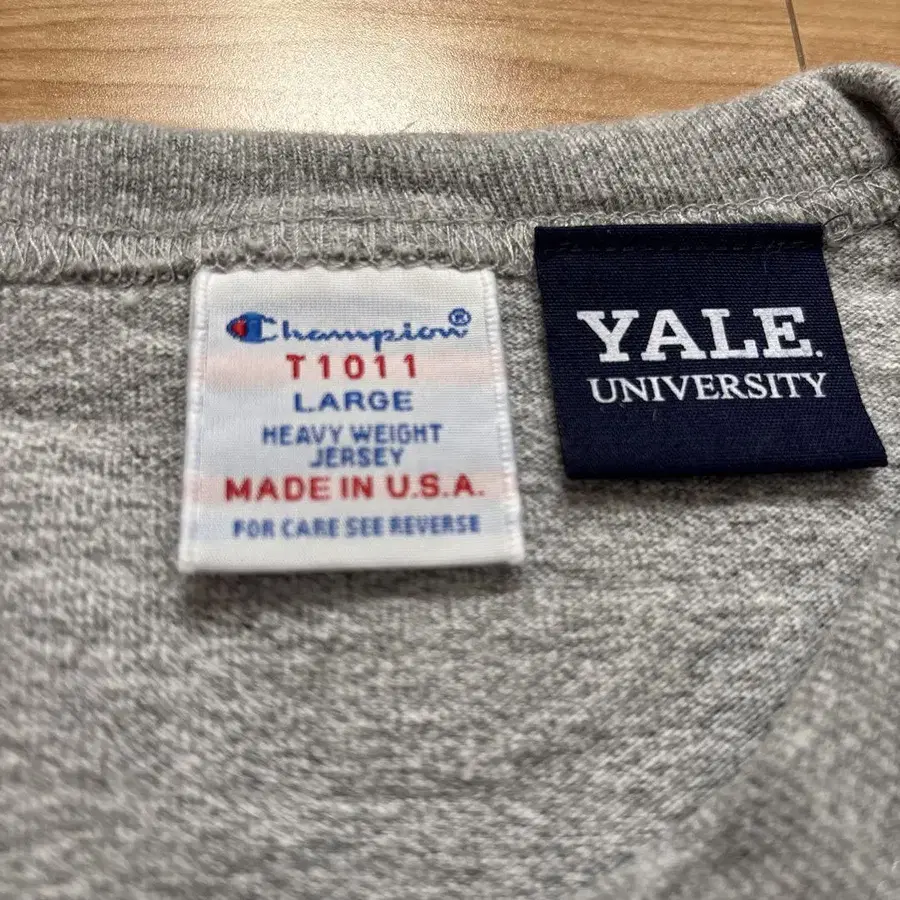 Champion®
T1011
LARGE
HEAVY WEIGHT
JERSEY
MADE IN U.S.A.
FOR CARE SEE REVERSE
YALE.
UNIVERSITY